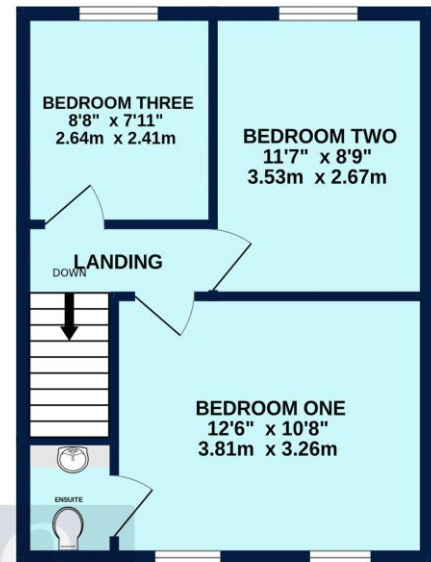 BEDROOM THREE
8'8" x 7'11"
2.64m x 2.41m
BEDROOM TWO
11'7" x 8'9"
3.53m x 2.67m
LANDING
DOWN
BEDROOM ONE
12'6" x 10'8"
3.81m x 3.26m
ENSUITE